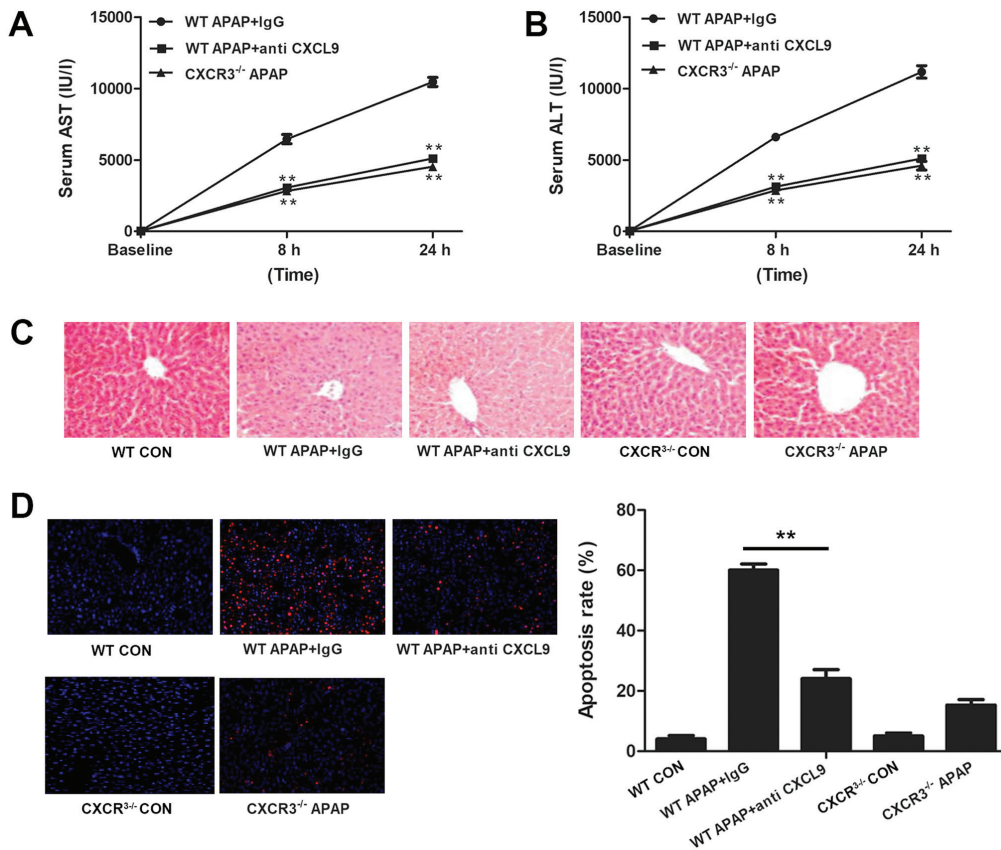 A
Serum AST (IU/I)
15000
10000
5000
0
WT APAP+IgG
WT APAP+anti CXCL9
CXCR3-/- APAP
**
**
**
**
Baseline
8 h
24 h
(Time)
B
Serum ALT (IU/I)
15000
10000
5000
0
WT APAP+IgG
WT APAP+anti CXCL9
CXCR3-/- APAP
**
**
**
**
Baseline
8 h
24 h
(Time)
C
WT CON
WT APAP+IgG
WT APAP+anti CXCL9
CXCR3-/- CON
CXCR3-/- APAP
D
WT CON
WT APAP+IgG
WT APAP+anti CXCL9
CXCR3-/- CON
CXCR3-/- APAP
Apoptosis rate (%)
80
60
40
20
0
**
WT CON
WT APAP+IgG
WT APAP+anti CXCL9
CXCR3-/- CON
CXCR3-/- APAP